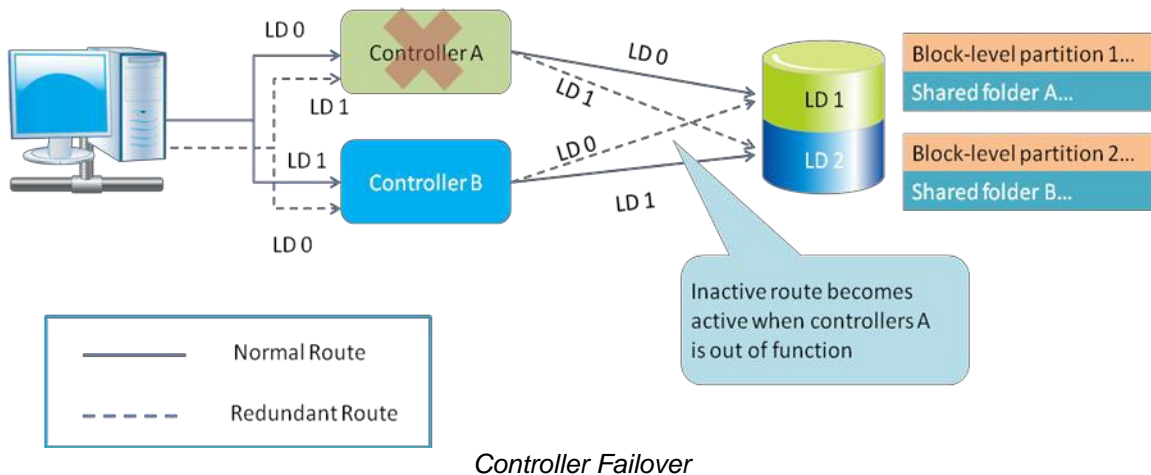 LD 0
Controller A
LD 1
LD 1
Controller B
LD 0
LD 0
LD 1
LD 0
LD 1
LD 1
LD 2
Block-level partition 1...
Shared folder A...
Block-level partition 2...
Shared folder B...
Inactive route becomes
active when controllers A
is out of function
Normal Route
Redundant Route
Controller Failover